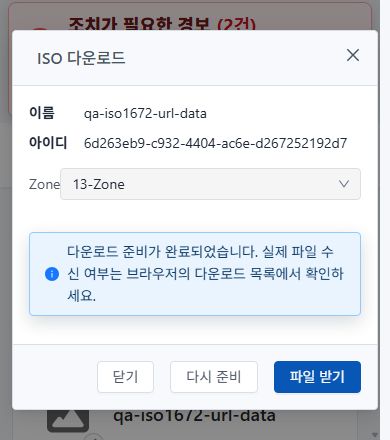 조치가 필요한 경보 (2건)
ISO 다운로드
이름 qa-iso1672-url-data
아이디 6d263eb9-c932-4404-ac6e-d267252192d7
Zone 13-Zone
다운로드 준비가 완료되었습니다. 실제 파일 수
신 여부는 브라우저의 다운로드 목록에서 확인하
세요.
닫기 다시 준비 파일 받기
qa-iso1672-url-data